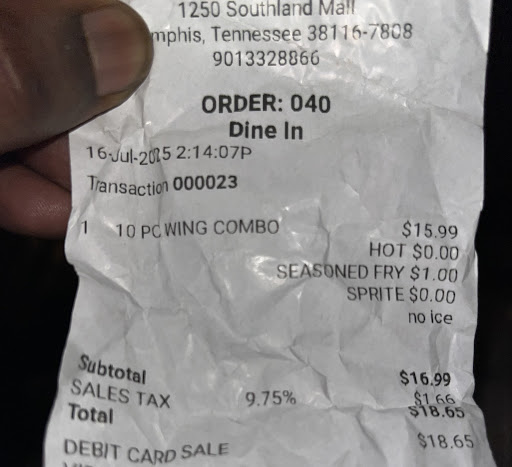 1250 Southland Mall
mphis, Tennessee 38116-7808
9013328866
ORDER: 040
Dine In
16-Jul-2025 2:14:07P
Transaction 000023
1 10 PC WING COMBO $15.99
HOT $0.00
SEASONED FRY $1.00
SPRITE $0.00
no ice
Subtotal $16.99
SALES TAX 9.75% $1.66
Total $18.65
DEBIT CARD SALE $18.65